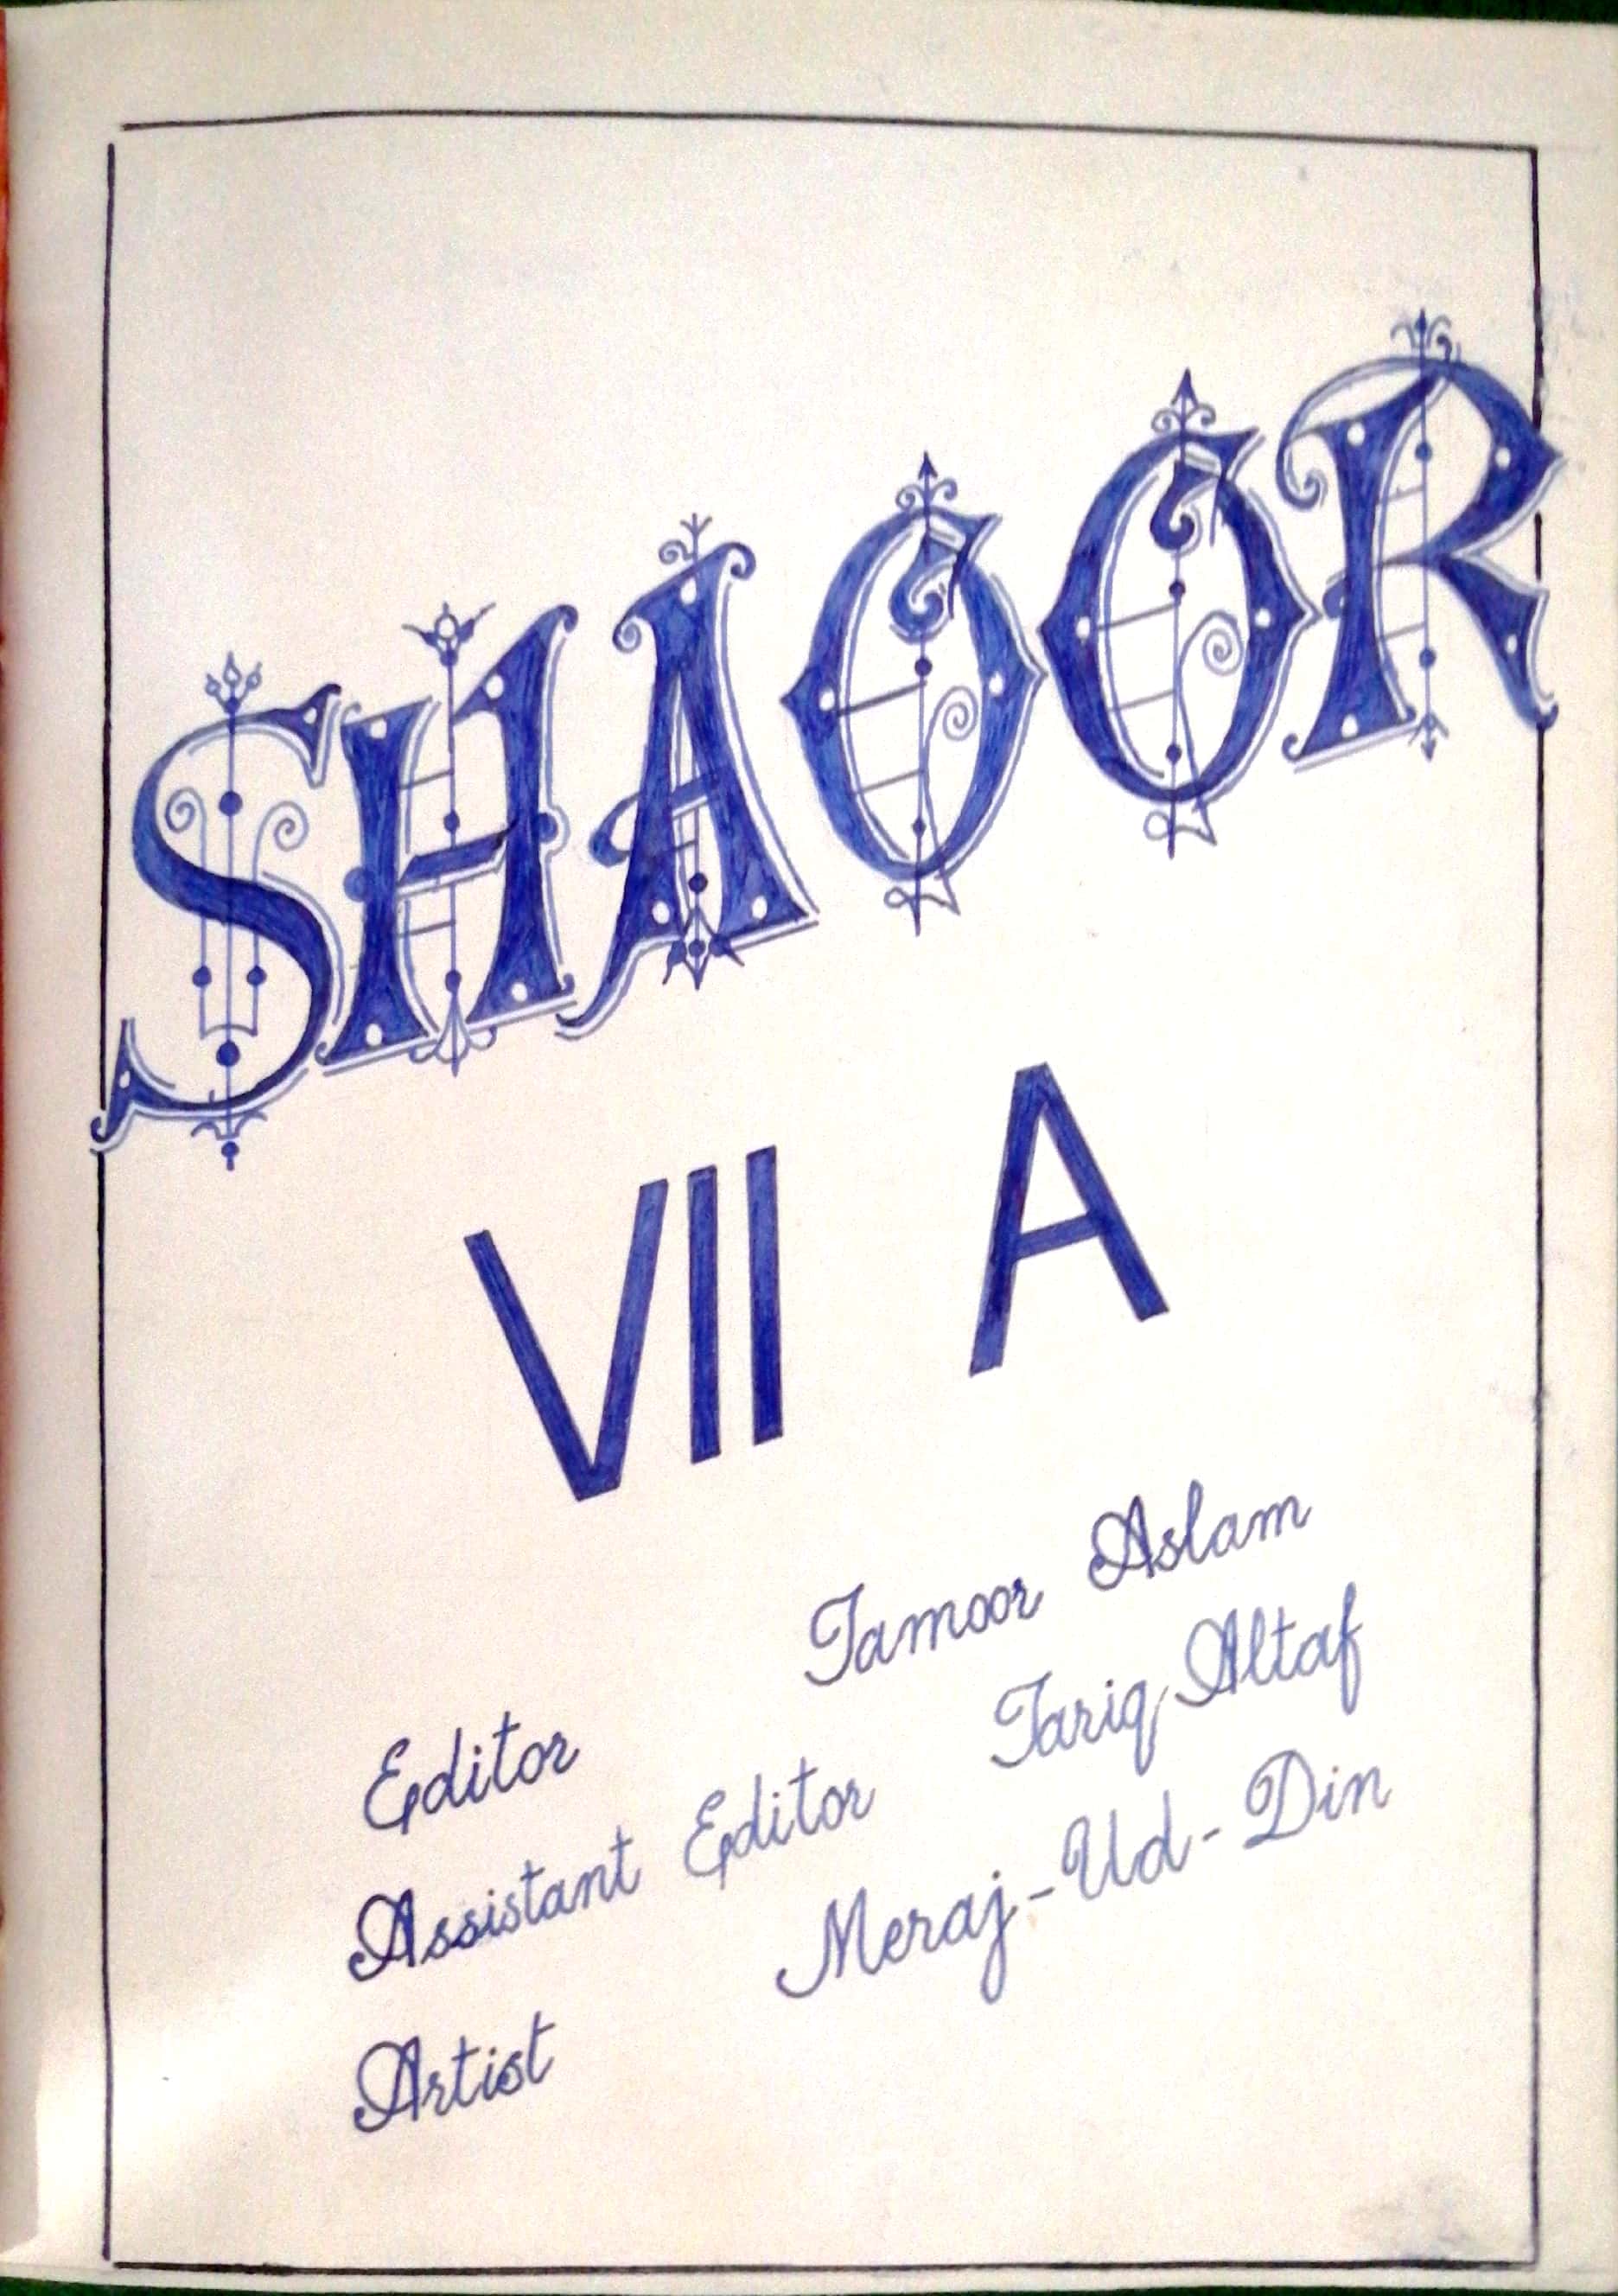 SHAOOR
VII A
Editor Tamoor Aslam
Assistant Editor Tariq Altaf
Artist Meraj-Ud-Din